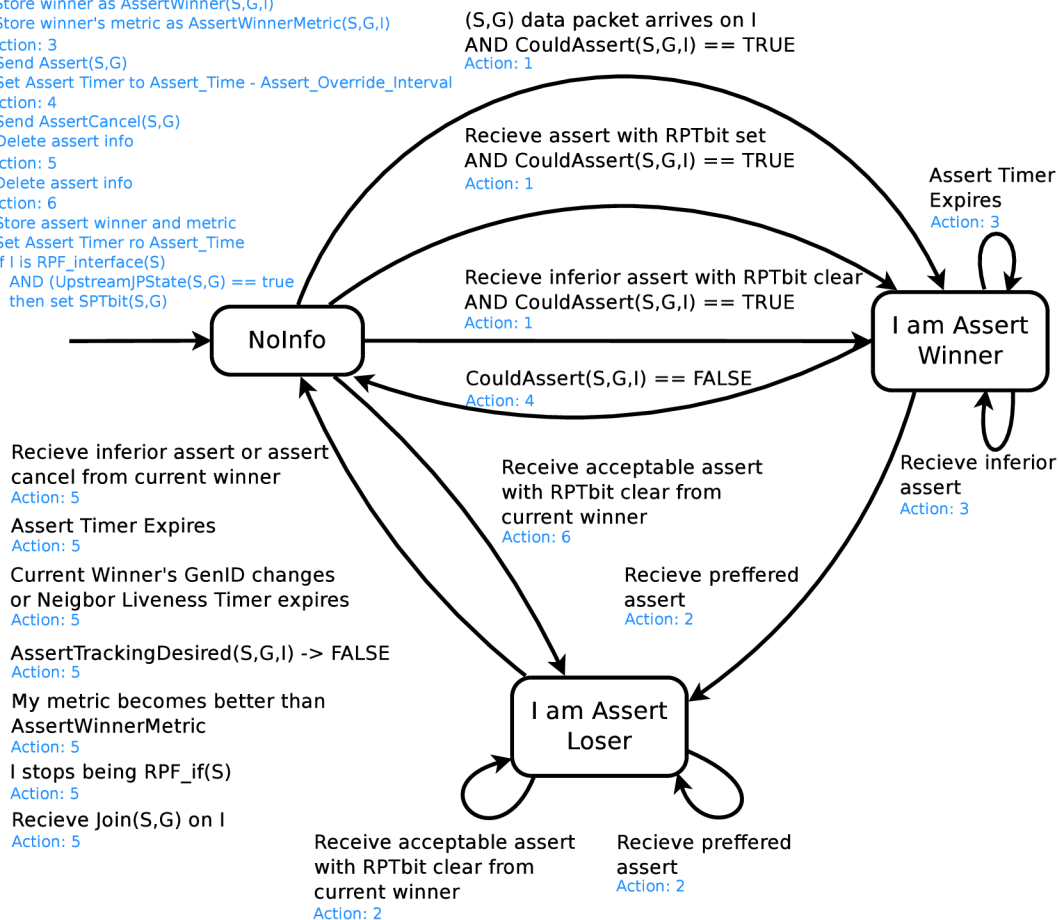 Store winner as AssertWinner(S,G,I)
Store winner's metric as AssertWinnerMetric(S,G,I)
ction: 3
Send Assert(S,G)
Set Assert Timer to Assert_Time - Assert_Override_Interval
ction: 4
Send AssertCancel(S,G)
Delete assert info
ction: 5
Delete assert info
ction: 6
Store assert winner and metric
Set Assert Timer ro Assert_Time
f I is RPF_interface(S)
AND (UpstreamJPState(S,G) == true
then set SPTbit(S,G)
(S,G) data packet arrives on I
AND CouldAssert(S,G,I) == TRUE
Action: 1
Recieve assert with RPTbit set
AND CouldAssert(S,G,I) == TRUE
Action: 1
Assert Timer
Expires
Action: 3
Recieve inferior assert with RPTbit clear
AND CouldAssert(S,G,I) == TRUE
Action: 1
NoInfo
I am Assert
Winner
CouldAssert(S,G,I) == FALSE
Action: 4
Recieve inferior
assert
Action: 3
Recieve inferior assert or assert
cancel from current winner
Action: 5
Assert Timer Expires
Action: 5
Current Winner's GenID changes
or Neigbor Liveness Timer expires
Action: 5
AssertTrackingDesired(S,G,I) -> FALSE
Action: 5
My metric becomes better than
AssertWinnerMetric
Action: 5
I stops being RPF_if(S)
Action: 5
Recieve Join(S,G) on I
Action: 5
Receive acceptable assert
with RPTbit clear from
current winner
Action: 6
Recieve preffered
assert
Action: 2
I am Assert
Loser
Receive acceptable assert
with RPTbit clear from
current winner
Action: 2
Recieve preffered
assert
Action: 2